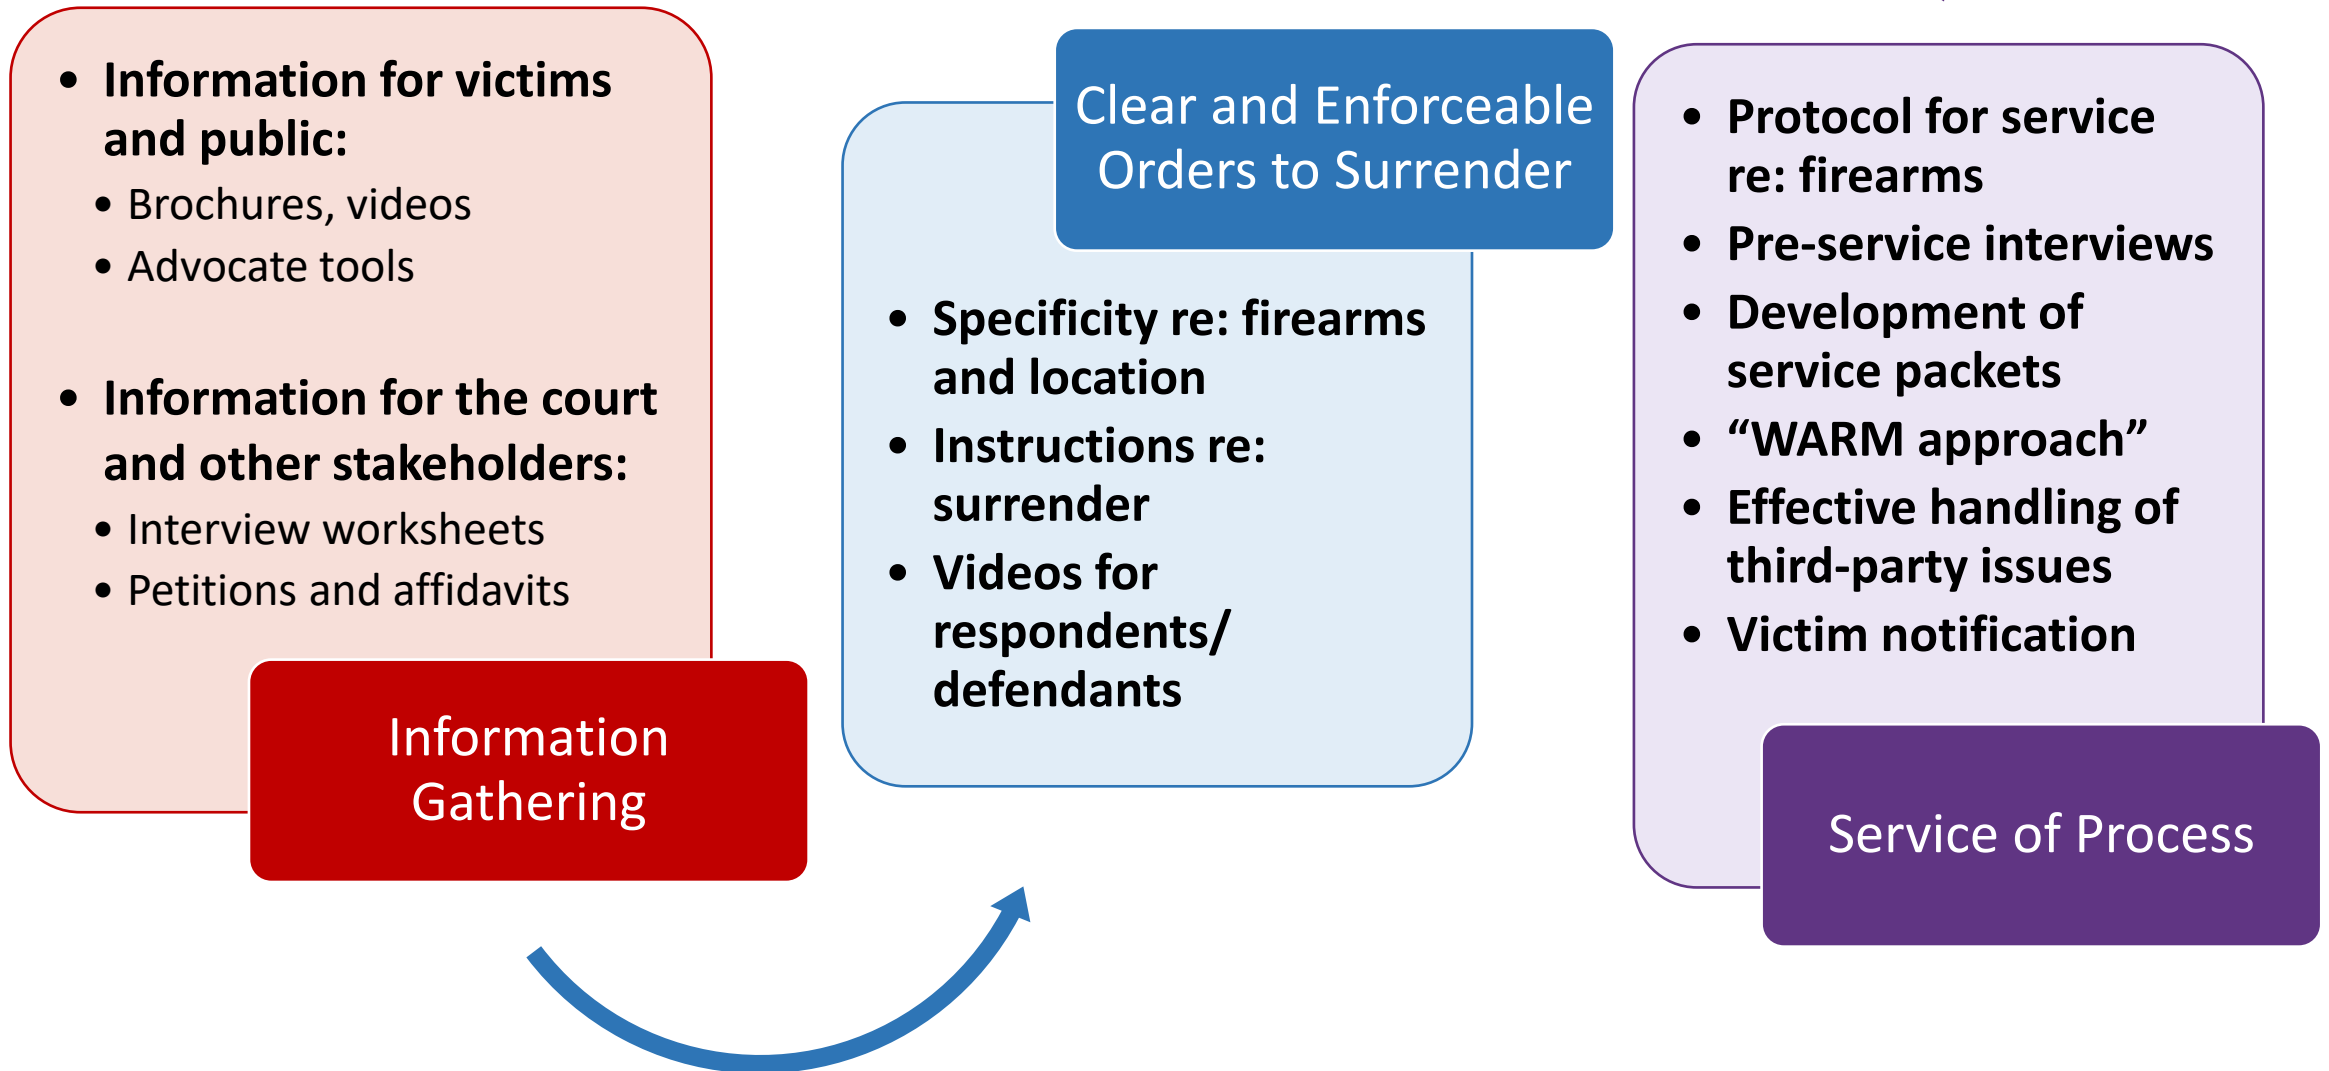 • Information for victims
and public:
• Brochures, videos
• Advocate tools
• Information for the court
and other stakeholders:
• Interview worksheets
• Petitions and affidavits
Information
Gathering
Clear and Enforceable
Orders to Surrender
• Specificity re: firearms
and location
• Instructions re:
surrender
• Videos for
respondents/
defendants
• Protocol for service
re: firearms
• Pre-service interviews
• Development of
service packets
• “WARM approach”
• Effective handling of
third-party issues
• Victim notification
Service of Process